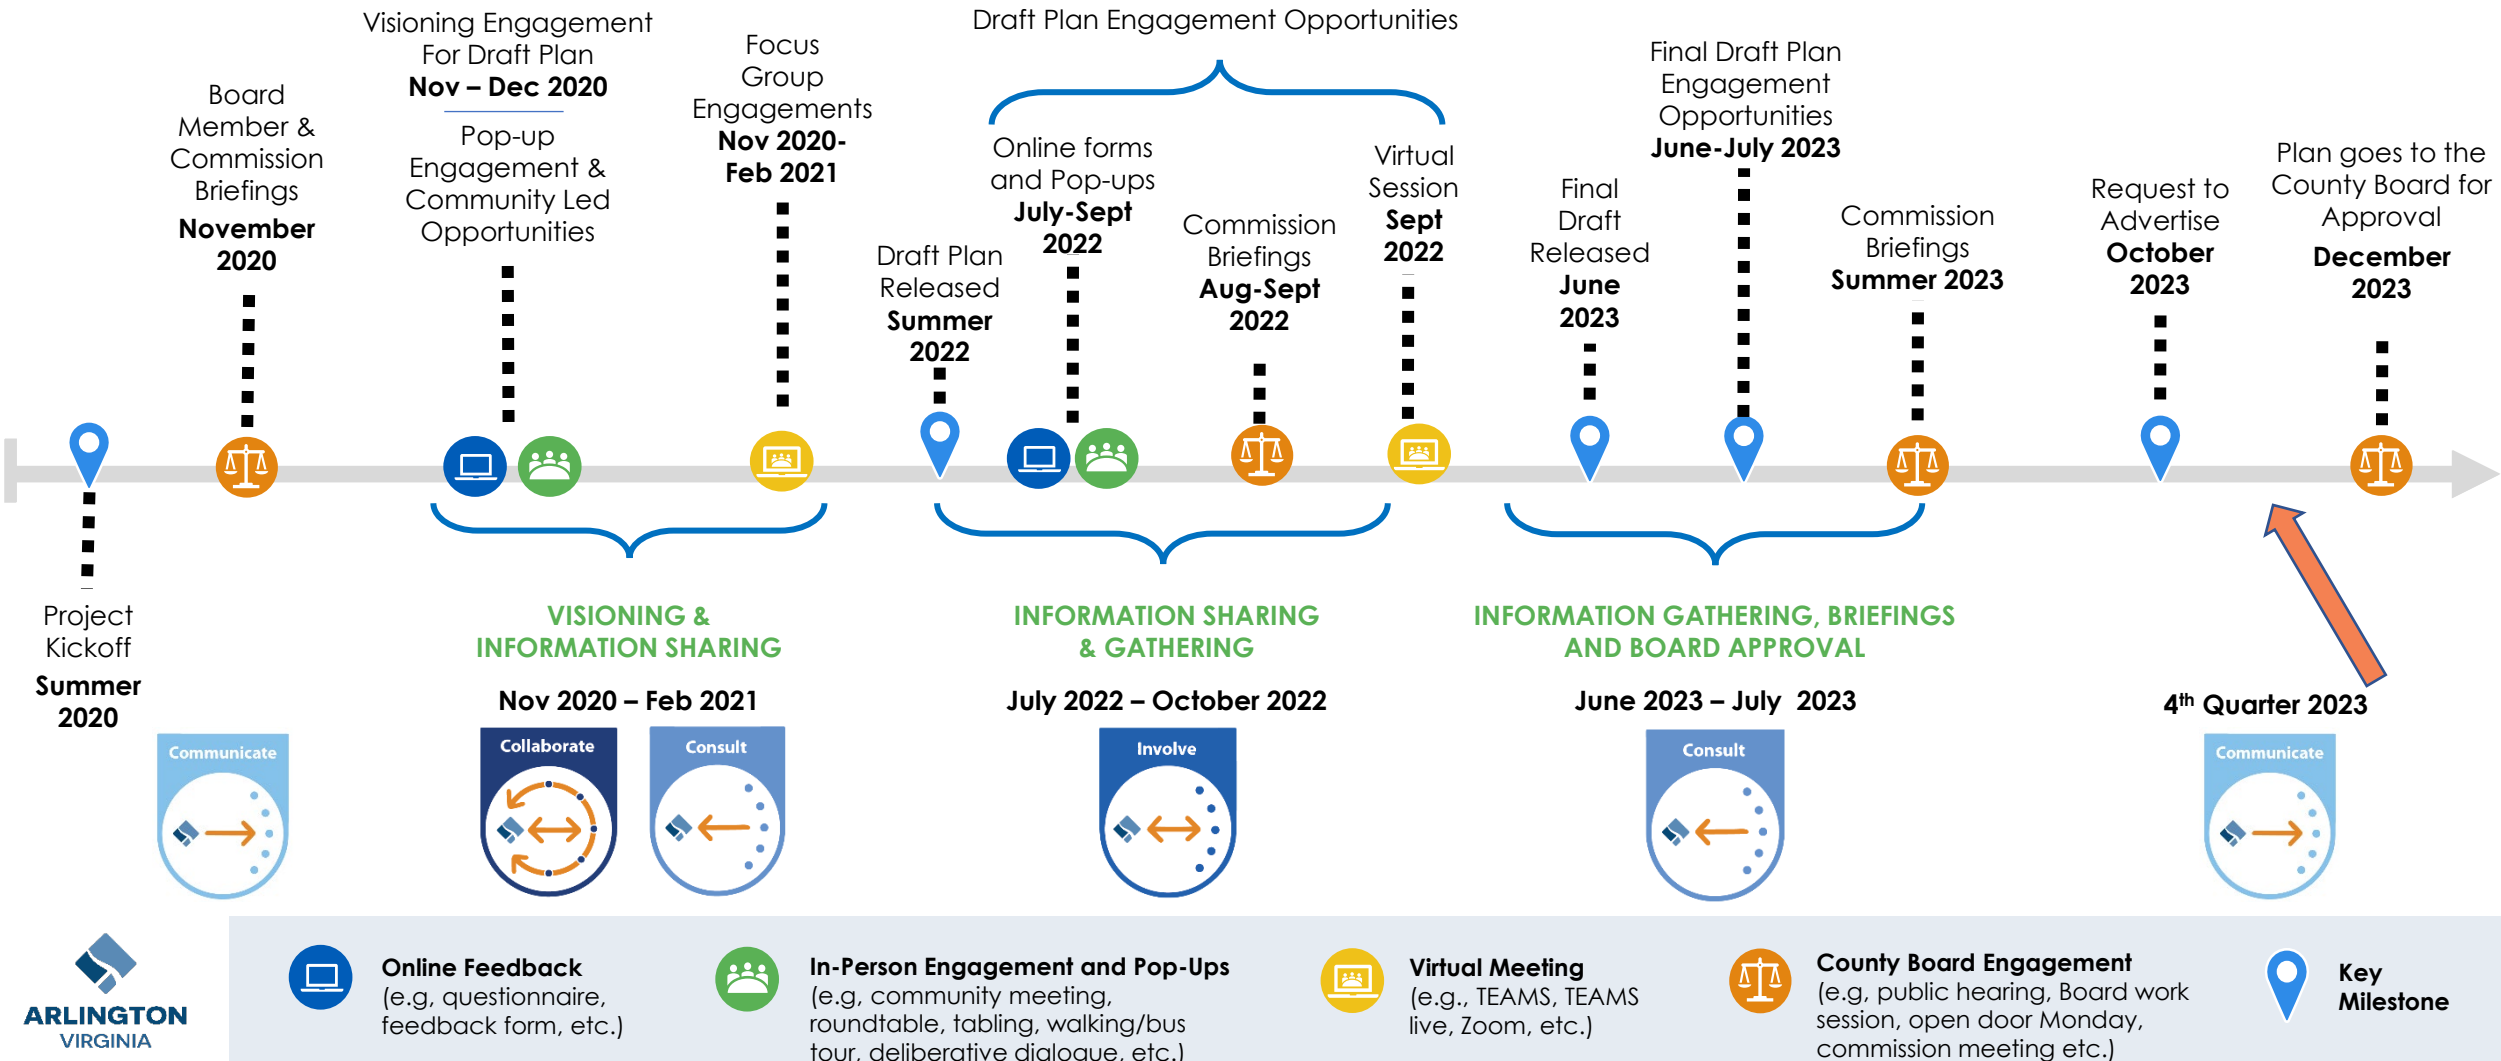 Board
Member &
Commission
Briefings
November
2020
Visioning Engagement
For Draft Plan
Nov – Dec 2020
Pop-up
Engagement &
Community Led
Opportunities
Focus
Group
Engagements
Nov 2020-
Feb 2021
Draft Plan
Released
Summer
2022
Draft Plan Engagement Opportunities
Online forms
and Pop-ups
July-Sept
2022
Commission
Briefings
Aug-Sept
2022
Virtual
Session
Sept
2022
Final
Draft
Released
June
2023
Final Draft Plan
Engagement
Opportunities
June-July 2023
Commission
Briefings
Summer 2023
Request to
Advertise
October
2023
Plan goes to the
County Board for
Approval
December
2023
Project
Kickoff
Summer
2020
VISIONING &
INFORMATION SHARING
Nov 2020 – Feb 2021
INFORMATION SHARING
& GATHERING
July 2022 – October 2022
INFORMATION GATHERING, BRIEFINGS
AND BOARD APPROVAL
June 2023 – July 2023
4th Quarter 2023
Communicate
Collaborate
Consult
Involve
Consult
Communicate
ARLINGTON
VIRGINIA
Online Feedback
(e.g, questionnaire,
feedback form, etc.)
In-Person Engagement and Pop-Ups
(e.g, community meeting,
roundtable, tabling, walking/bus
tour, deliberative dialogue, etc.)
Virtual Meeting
(e.g., TEAMS, TEAMS
live, Zoom, etc.)
County Board Engagement
(e.g, public hearing, Board work
session, open door Monday,
commission meeting etc.)
Key
Milestone